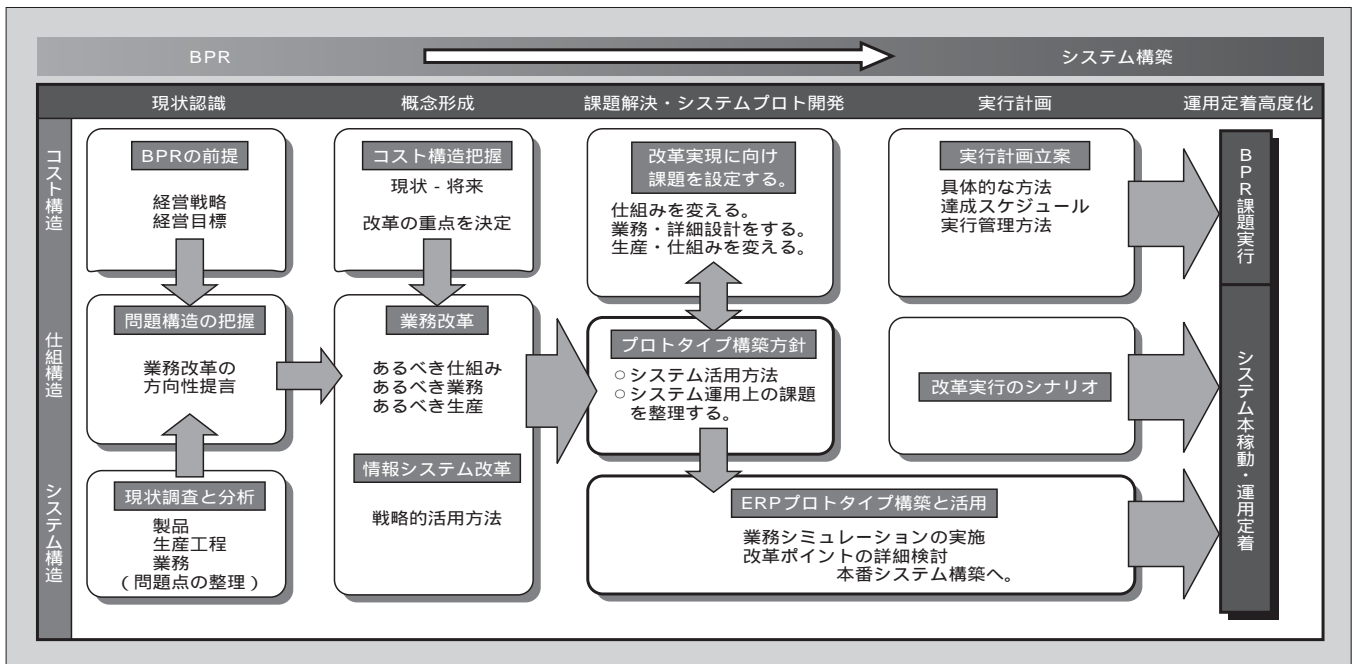 BPR
システム構築
現状認識
概念形成
課題解決・システムプロト開発
実行計画
運用定着高度化
コスト構造
仕組構造
システム構造
BPRの前提
経営戦略
経営目標
問題構造の把握
業務改革の
方向性提言
現状調査と分析
製品
生産工程
業務
(問題点の整理)
コスト構造把握
現状 - 将来
改革の重点を決定
業務改革
あるべき仕組み
あるべき業務
あるべき生産
情報システム改革
戦略的活用方法
改革実現に向け
課題を設定する。
仕組みを変える。
業務・詳細設計をする。
生産・仕組みを変える。
プロトタイプ構築方針
○システム活用方法
○システム運用上の課題
を整理する。
ERPプロトタイプ構築と活用
業務シミュレーションの実施
改革ポイントの詳細検討
本番システム構築へ。
実行計画立案
具体的な方法
達成スケジュール
実行管理方法
改革実行のシナリオ
BPR課題実行
システム本稼動・運用定着